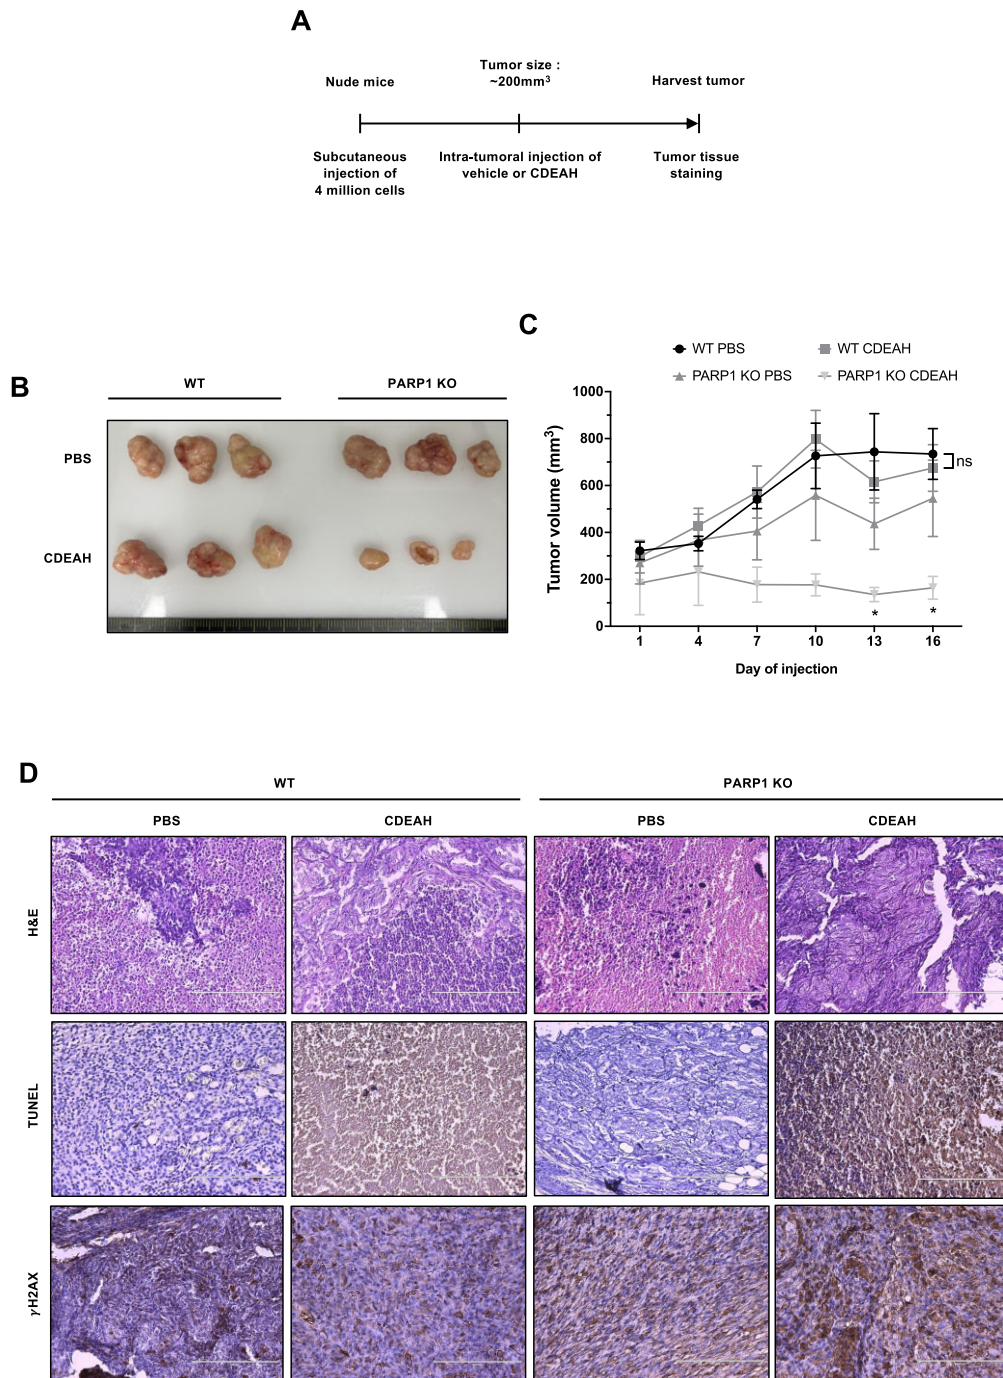 A
Nude mice
Tumor size :
~200mm³
Harvest tumor
Subcutaneous
injection of
4 million cells
Intra-tumoral injection of
vehicle or CDEAH
Tumor tissue
staining
B
WT
PARP1 KO
PBS
CDEAH
C
WT PBS
WT CDEAH
PARP1 KO PBS
PARP1 KO CDEAH
Tumor volume (mm³)
1000
800
600
400
200
0
ns
*
*
1
4
7
10
13
16
Day of injection
D
WT
PARP1 KO
PBS
CDEAH
PBS
CDEAH
H&E
TUNEL
γH2AX